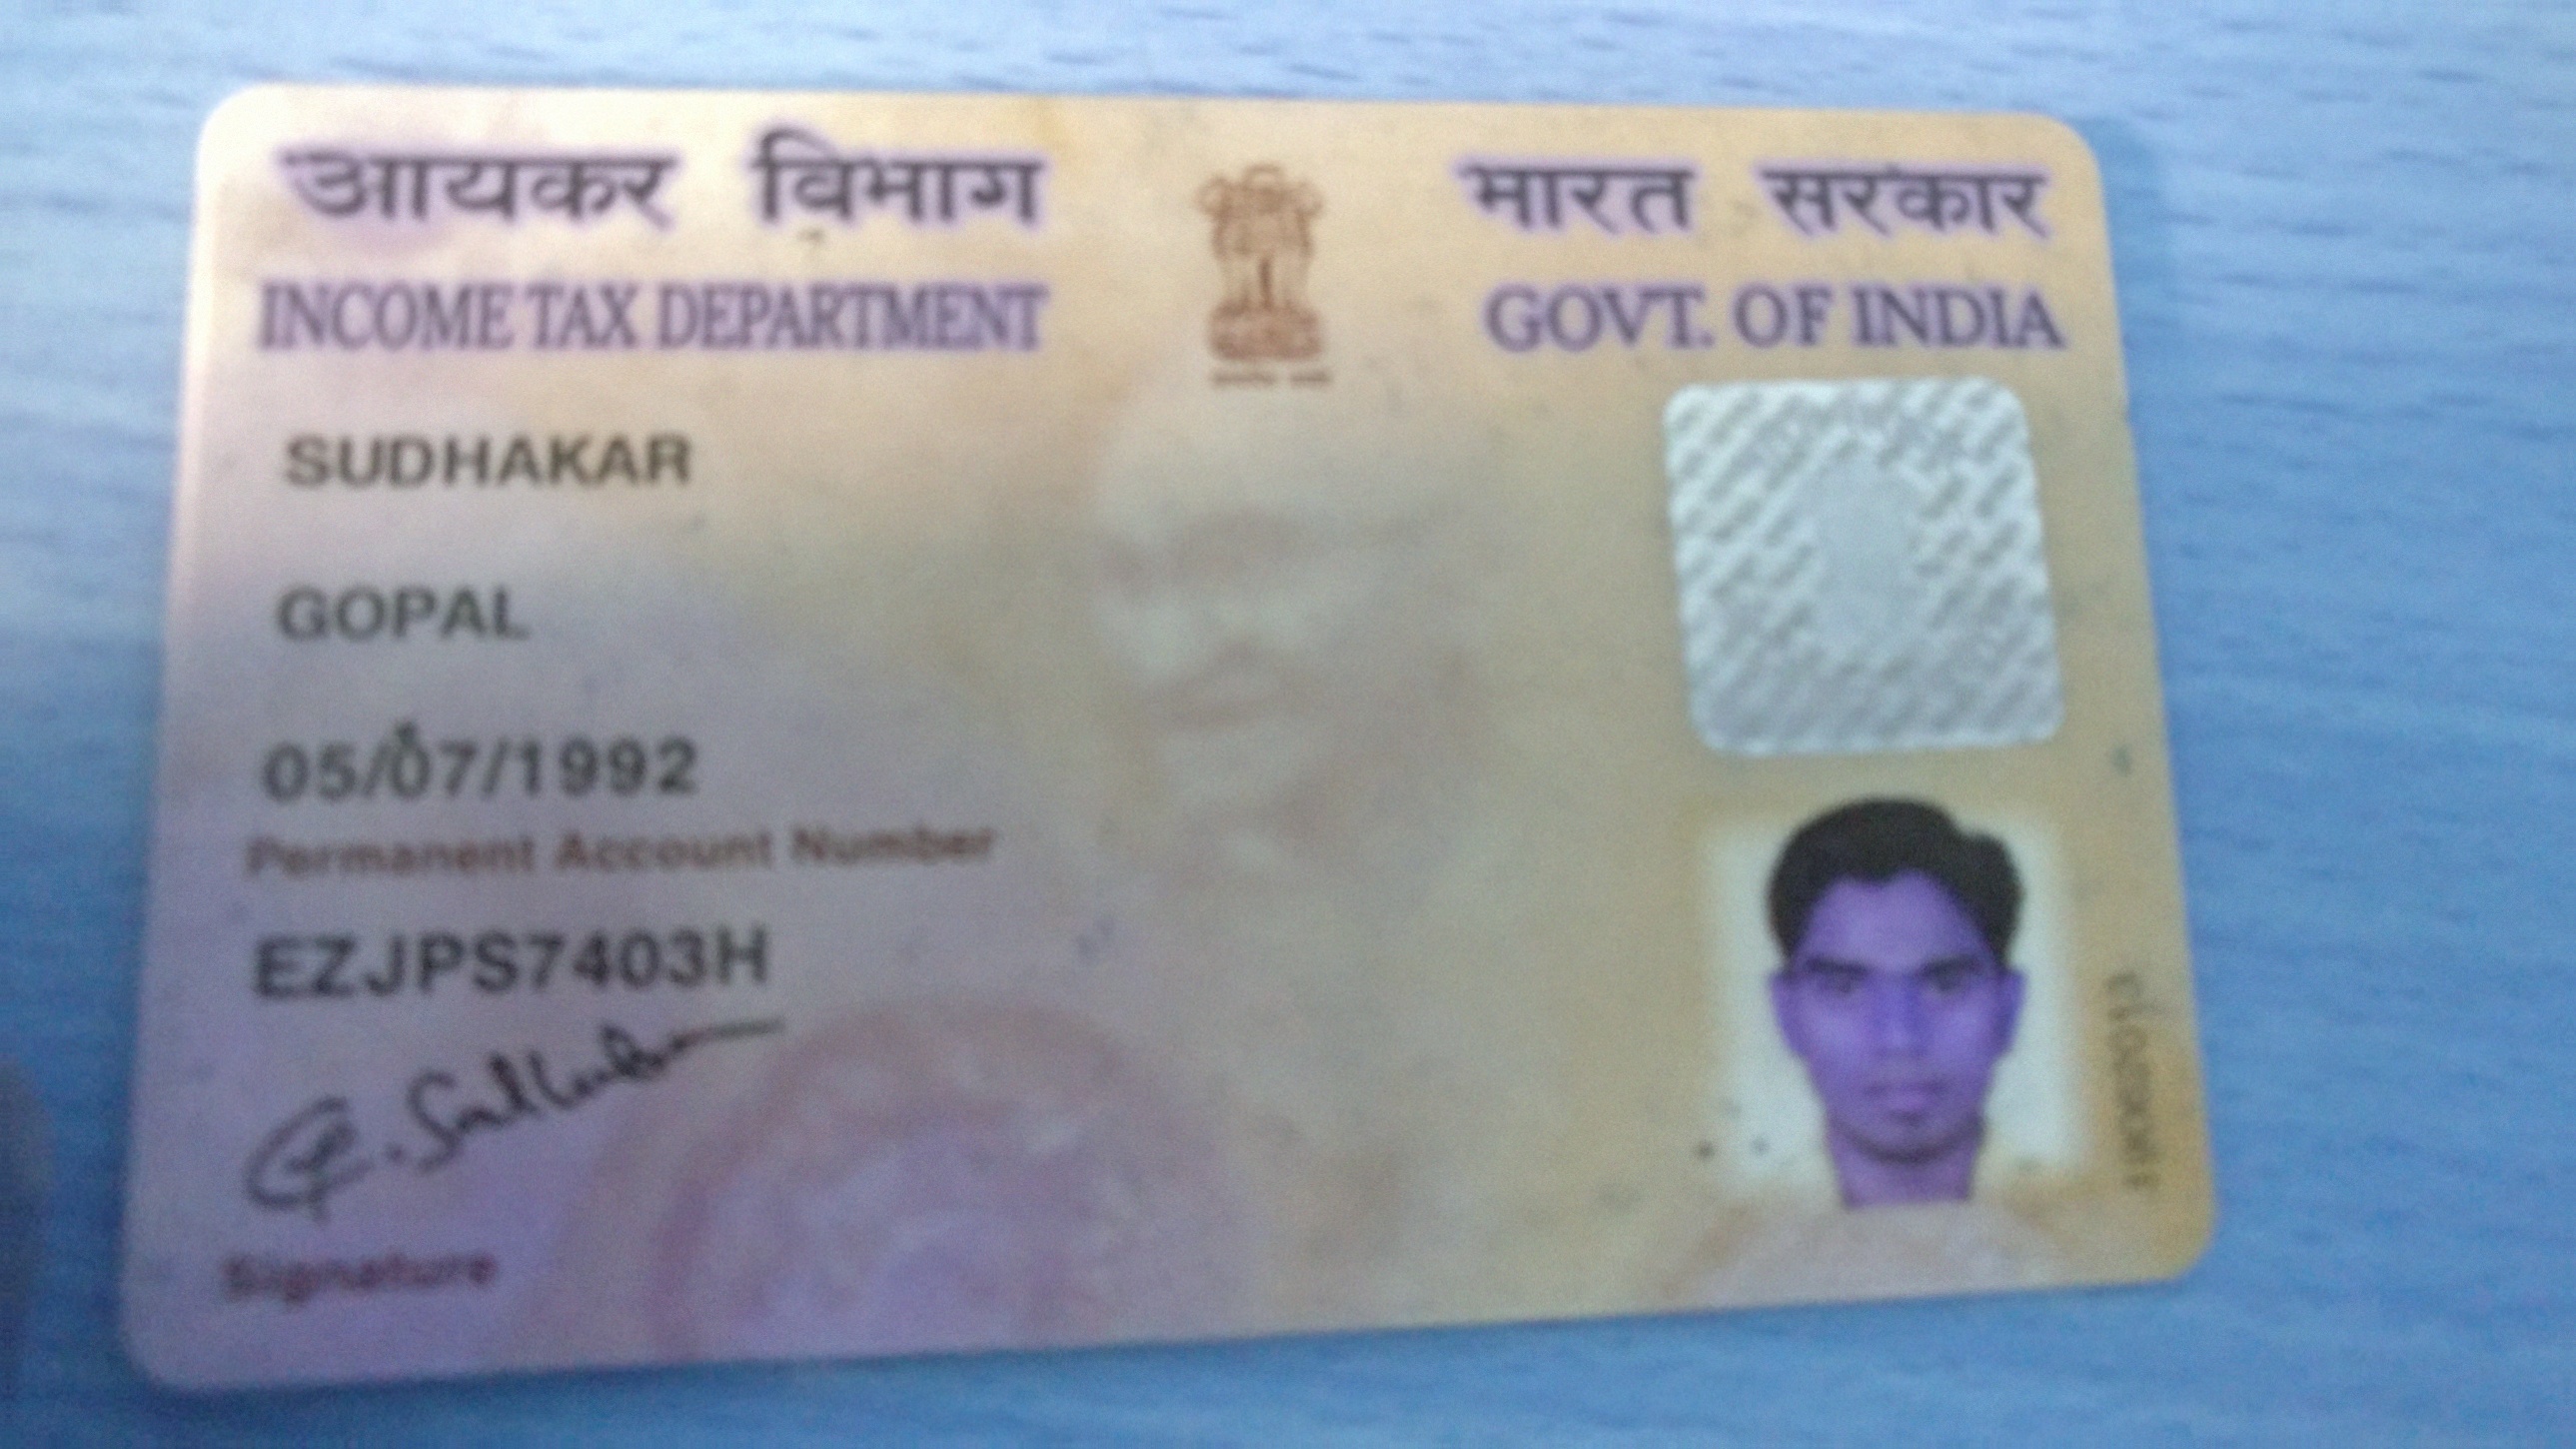 आयकर विभाग
INCOME TAX DEPARTMENT
भारत सरकार
GOVT. OF INDIA
SUDHAKAR
GOPAL
05/07/1992
Permanent Account Number
EZJPS7403H
G. Sudhakar
Signature